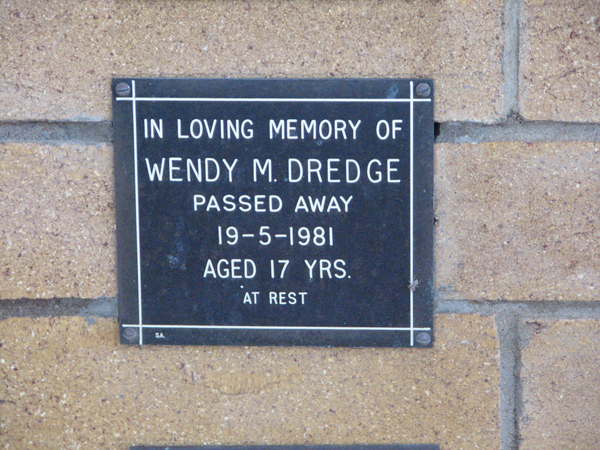 IN LOVING MEMORY OF
WENDY M. DREDGE
PASSED AWAY
19-5-1981
AGED 17 YRS.
AT REST
SA.